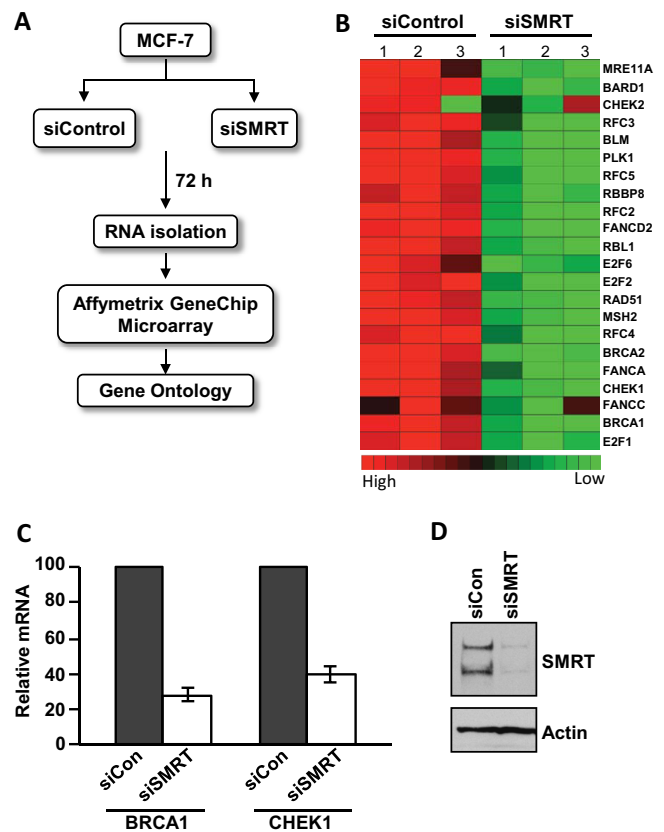 A
MCF-7
siControl
siSMRT
72 h
RNA isolation
Affymetrix GeneChip
Microarray
Gene Ontology
B
siControl siSMRT
1 2 3 1 2 3
MRE11A
BARD1
CHEK2
RFC3
BLM
PLK1
RFC5
RBBP8
RFC2
FANCD2
RBL1
E2F6
E2F2
RAD51
MSH2
RFC4
BRCA2
FANCA
CHEK1
FANCC
BRCA1
E2F1
High Low
C
Relative mRNA
100
80
60
40
20
0
siCon siSMRT siCon siSMRT
BRCA1 CHEK1
D
siCon siSMRT
SMRT
Actin